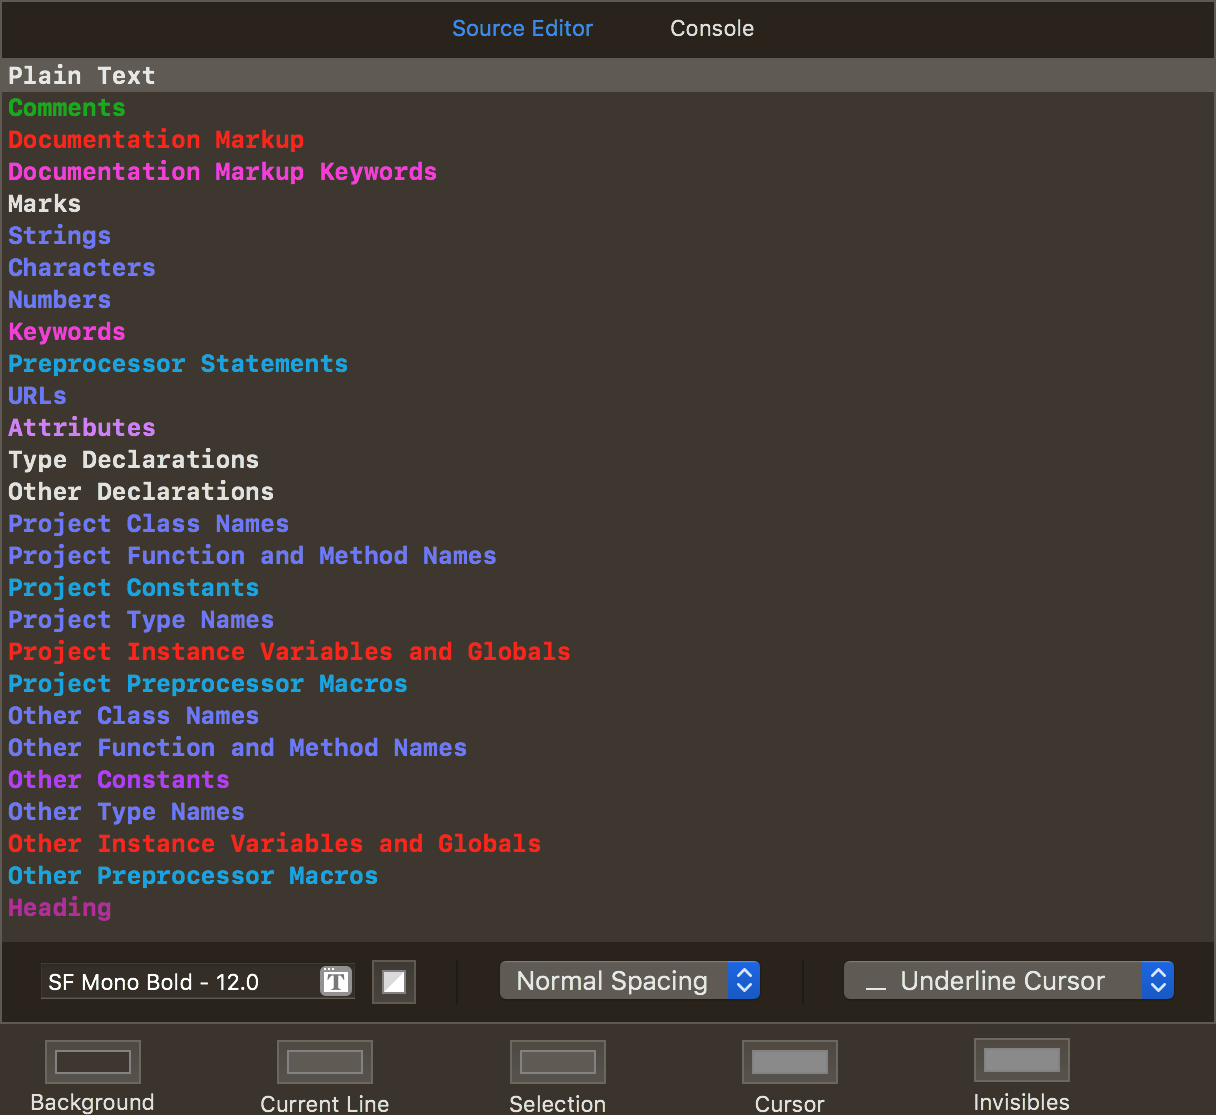 Source Editor Console
Plain Text
Comments
Documentation Markup
Documentation Markup Keywords
Marks
Strings
Characters
Numbers
Keywords
Preprocessor Statements
URLs
Attributes
Type Declarations
Other Declarations
Project Class Names
Project Function and Method Names
Project Constants
Project Type Names
Project Instance Variables and Globals
Project Preprocessor Macros
Other Class Names
Other Function and Method Names
Other Constants
Other Type Names
Other Instance Variables and Globals
Other Preprocessor Macros
Heading
SF Mono Bold - 12.0 T Normal Spacing Underline Cursor
Background Current Line Selection Cursor Invisibles